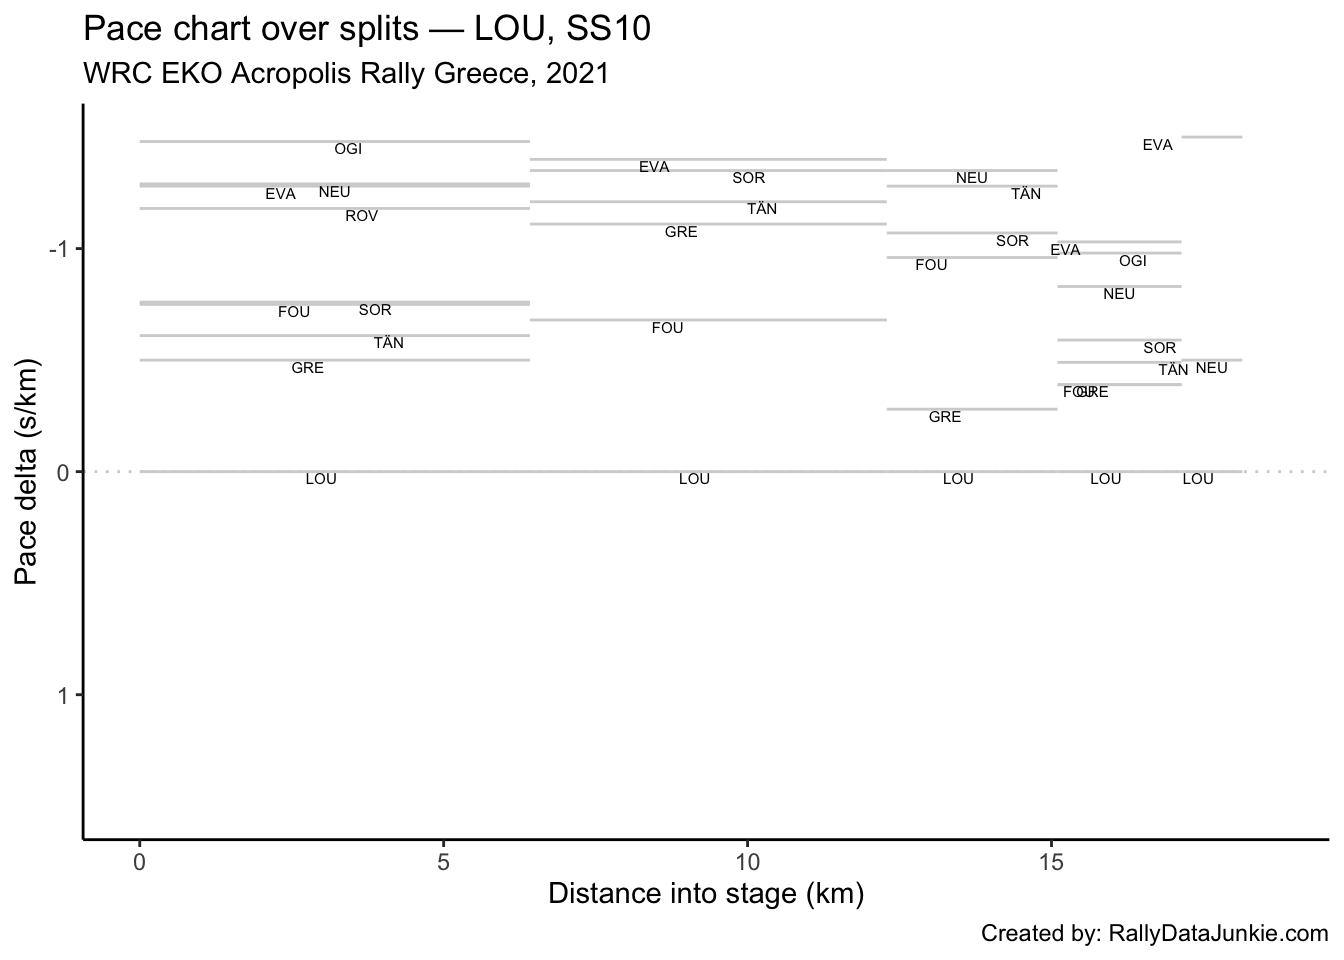 Pace chart over splits — LOU, SS10
WRC EKO Acropolis Rally Greece, 2021
EVA
OGI
EVA
SOR
NEU
EVA
NEU
TÄN
ROV
TÄN
GRE
SOR
-1
EVA
FOU
OGI
NEU
FOU
SOR
FOU
TÄN
SOR
GRE
TÄN
NEU
FOU
GRE
GRE
Pace delta (s/km)
0
LOU
LOU
LOU
LOU
LOU
1
0
5
10
15
Distance into stage (km)
Created by: RallyDataJunkie.com